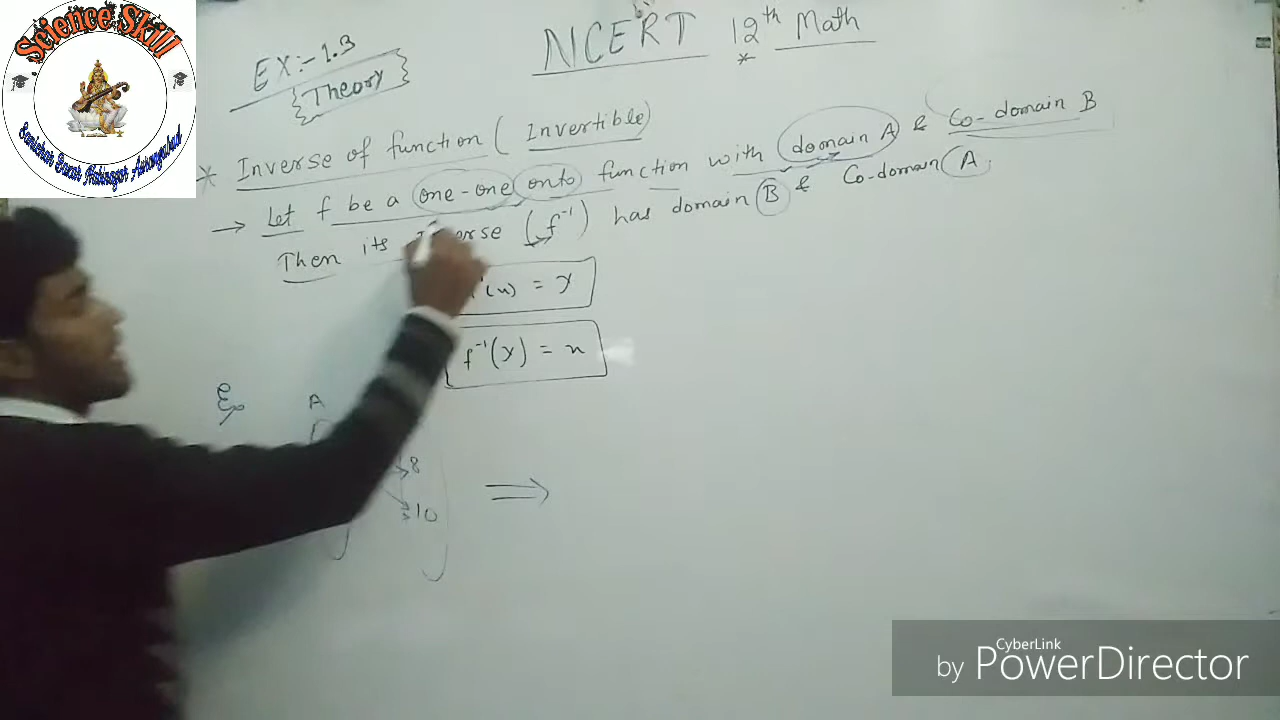 Science Skill
NCERT 12th Math
*
EX:- 1.3
Theory
* Inverse of function ( Invertible)
→ Let f be a one-one onto function with domain A & Co-domain B
Then its (f⁻¹) has domain B & Co-domain A
(x) = y
f⁻¹(y) = x
A
8
10
⇒
CyberLink
by PowerDirector